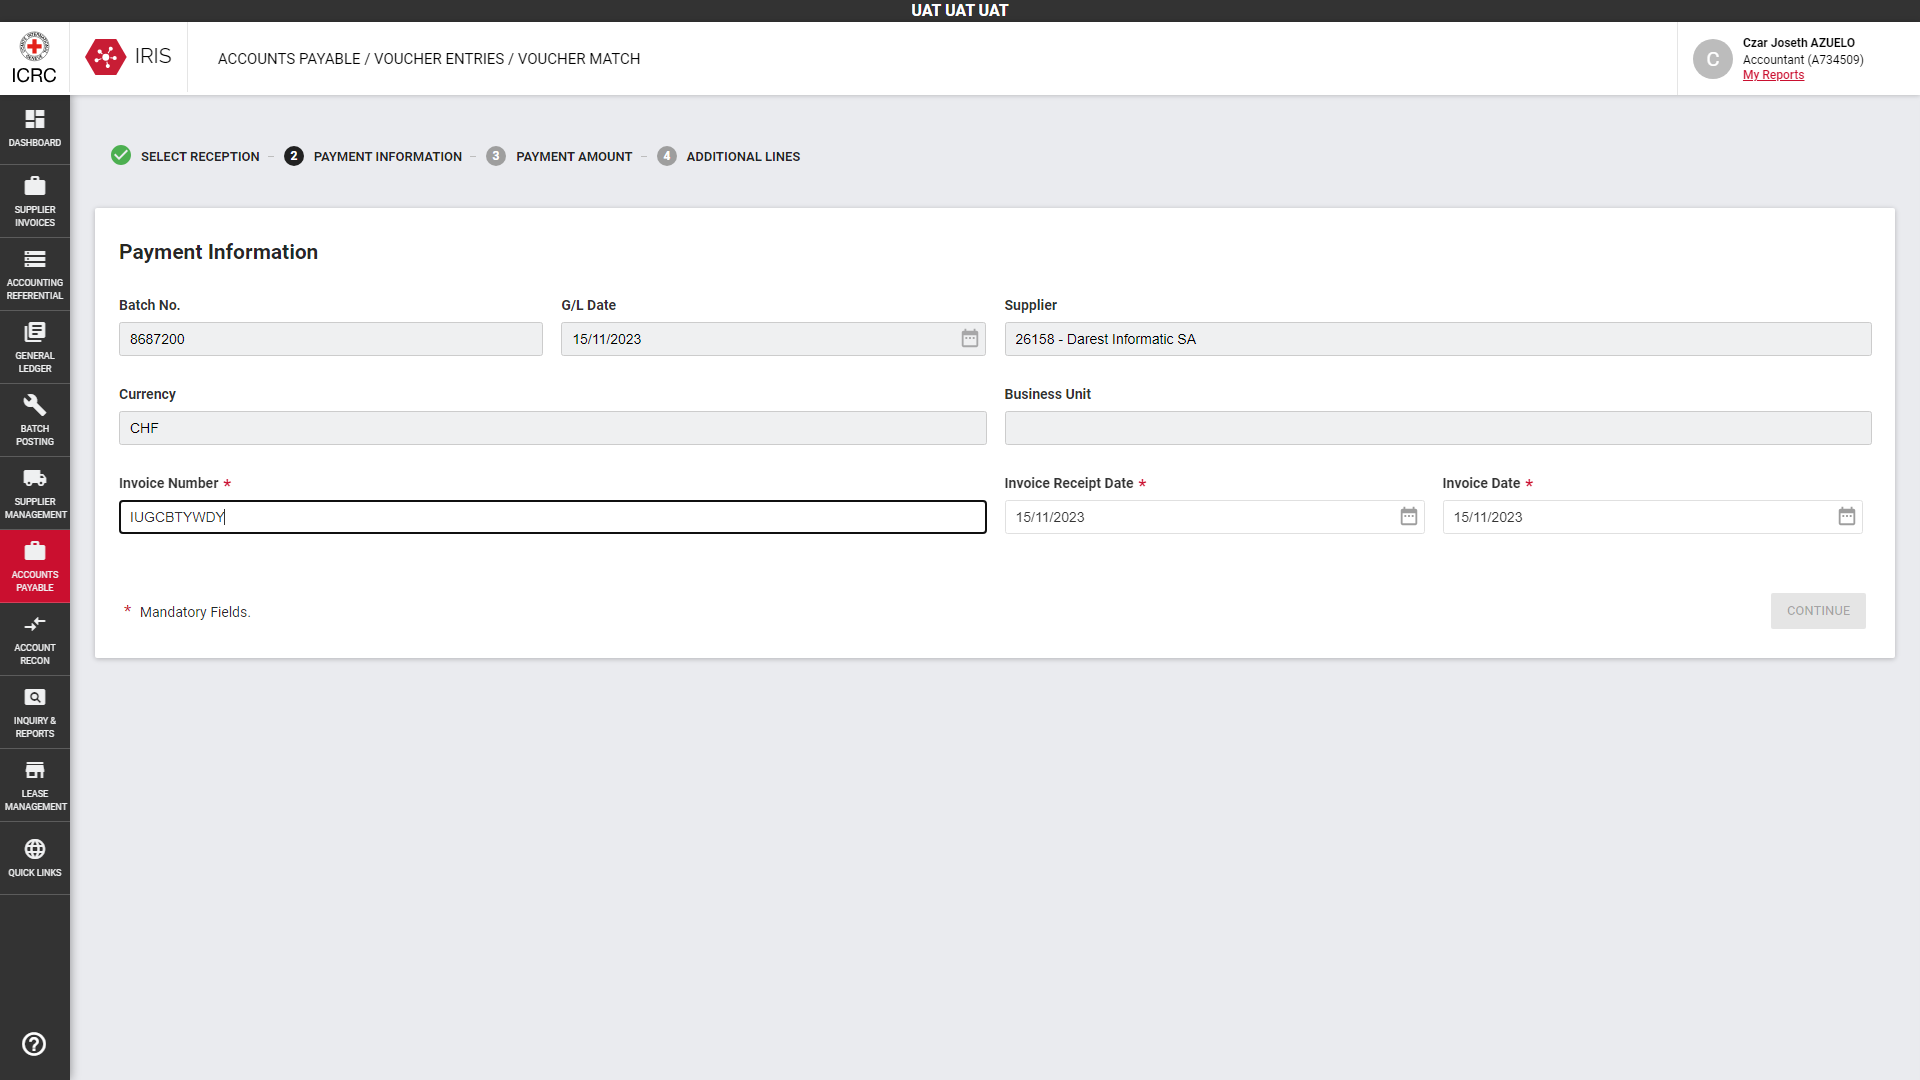 UAT UAT UAT
ICRC
IRIS
ACCOUNTS PAYABLE / VOUCHER ENTRIES / VOUCHER MATCH
C
Czar Joseth AZUELO
Accountant (A734509)
My Reports
DASHBOARD
SUPPLIER
INVOICES
ACCOUNTING
REFERENTIAL
GENERAL
LEDGER
BATCH
POSTING
SUPPLIER
MANAGEMENT
ACCOUNTS
PAYABLE
ACCOUNT
RECON
INQUIRY &
REPORTS
LEASE
MANAGEMENT
QUICK LINKS
SELECT RECEPTION – 2 PAYMENT INFORMATION – 3 PAYMENT AMOUNT – 4 ADDITIONAL LINES
Payment Information
Batch No. G/L Date Supplier
8687200 15/11/2023 26158 - Darest Informatic SA
Currency Business Unit
CHF
Invoice Number * Invoice Receipt Date * Invoice Date *
IUGCBTYWDY 15/11/2023 15/11/2023
* Mandatory Fields.
CONTINUE